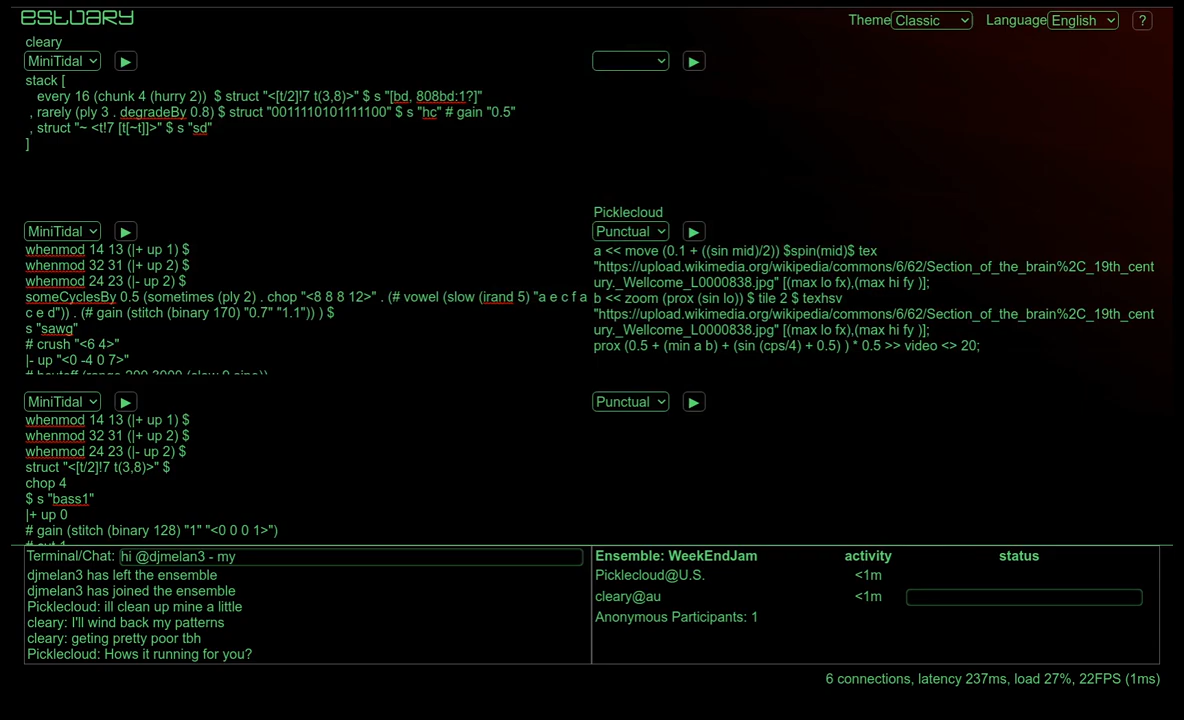 estuary
Theme Classic Language English ?
cleary
MiniTidal
stack [
every 16 (chunk 4 (hurry 2))  $ struct "<[t/2]!7 t(3,8)>" $ s "[bd, 808bd:1?]"
, rarely (ply 3 . degradeBy 0.8) $ struct "0011110101111100" $ s "hc" # gain "0.5"
, struct "~ <t!7 [t[~t]]>" $ s "sd"
]
MiniTidal
whenmod 14 13 (|+ up 1) $
whenmod 32 31 (|+ up 2) $
whenmod 24 23 (|- up 2) $
someCyclesBy 0.5 (sometimes (ply 2) . chop "<8 8 8 12>" . (# vowel (slow (irand 5) "a e c f a
c e d")) . (# gain (stitch (binary 170) "0.7" "1.1")) ) $
s "sawg"
# crush "<6 4>"
|- up "<0 -4 0 7>"
Picklecloud
Punctual
a << move (0.1 + ((sin mid)/2)) $spin(mid)$ tex
"https://upload.wikimedia.org/wikipedia/commons/6/62/Section_of_the_brain%2C_19th_cent
ury._Wellcome_L0000838.jpg" [(max lo fx),(max hi fy )];
b << zoom (prox (sin lo)) $ tile 2 $ texhsv
"https://upload.wikimedia.org/wikipedia/commons/6/62/Section_of_the_brain%2C_19th_cent
ury._Wellcome_L0000838.jpg" [(max lo fx),(max hi fy )];
prox (0.5 + (min a b) + (sin (cps/4) + 0.5) ) * 0.5 >> video <> 20;
MiniTidal
whenmod 14 13 (|+ up 1) $
whenmod 32 31 (|+ up 2) $
whenmod 24 23 (|- up 2) $
struct "<[t/2]!7 t(3,8)>" $
chop 4
$ s "bass1"
|+ up 0
# gain (stitch (binary 128) "1" "<0 0 0 1>")
Punctual
Terminal/Chat: hi @djmelan3 - my
djmelan3 has left the ensemble
djmelan3 has joined the ensemble
Picklecloud: ill clean up mine a little
cleary: I'll wind back my patterns
cleary: geting pretty poor tbh
Picklecloud: Hows it running for you?
Ensemble: WeekEndJam activity status
Picklecloud@U.S. <1m
cleary@au <1m
Anonymous Participants: 1
6 connections, latency 237ms, load 27%, 22FPS (1ms)